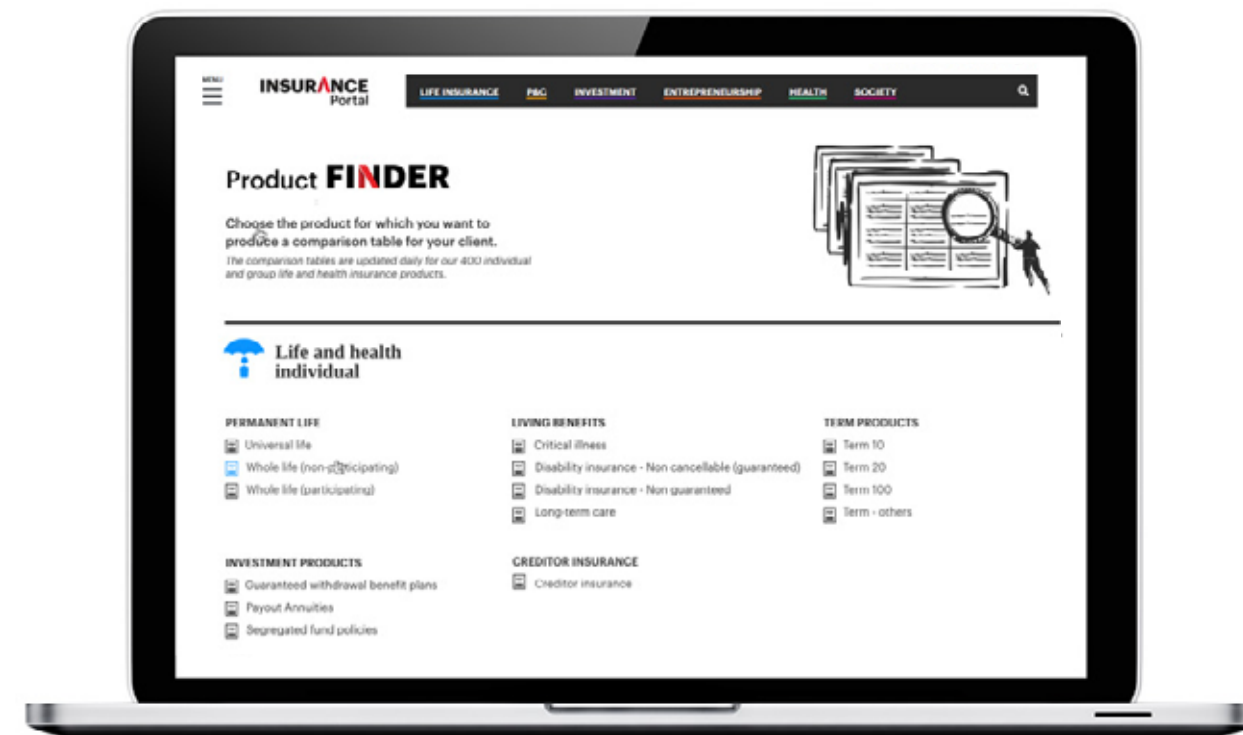 MENU
INSURANCE
Portal
LIFE INSURANCE P&C INVESTMENT ENTREPRENEURSHIP HEALTH SOCIETY
Product FINDER
Choose the product for which you want to
produce a comparison table for your client.
The comparison tables are updated daily for our 400 individual
and group life and health insurance products.
Life and health
individual
PERMANENT LIFE
Universal life
Whole life (non-participating)
Whole life (participating)
LIVING BENEFITS
Critical illness
Disability insurance - Non cancellable (guaranteed)
Disability insurance - Non guaranteed
Long-term care
TERM PRODUCTS
Term 10
Term 20
Term 100
Term - others
INVESTMENT PRODUCTS
Guaranteed withdrawal benefit plans
Payout Annuities
Segregated fund policies
CREDITOR INSURANCE
Creditor insurance